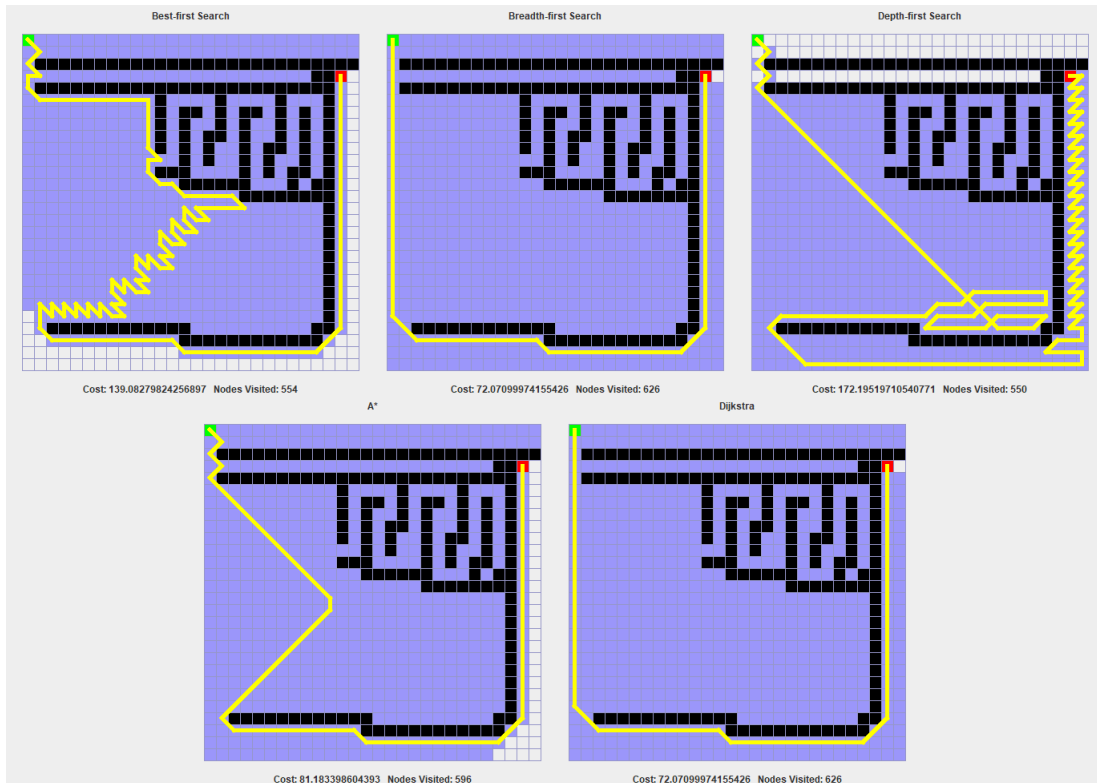 Best-first Search
Breadth-first Search
Depth-first Search
Cost: 139.08279824256897 Nodes Visited: 554
Cost: 72.07099974155426 Nodes Visited: 626
Cost: 172.19519710540771 Nodes Visited: 550
A*
Dijkstra
Cost: 81.183398604393 Nodes Visited: 596
Cost: 72.07099974155426 Nodes Visited: 626